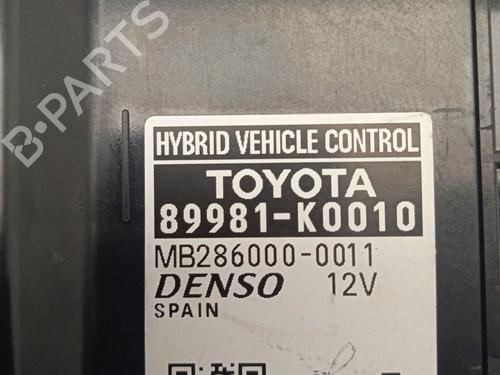 HYBRID VEHICLE CONTROL
TOYOTA
89981-K0010
MB286000-0011
DENSO 12V
SPAIN
B-PARTS